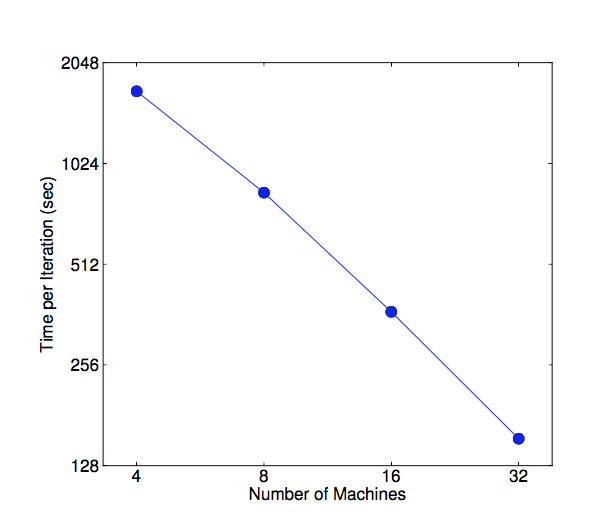 2048
1024
512
256
128
Time per Iteration (sec)
4 8 16 32
Number of Machines